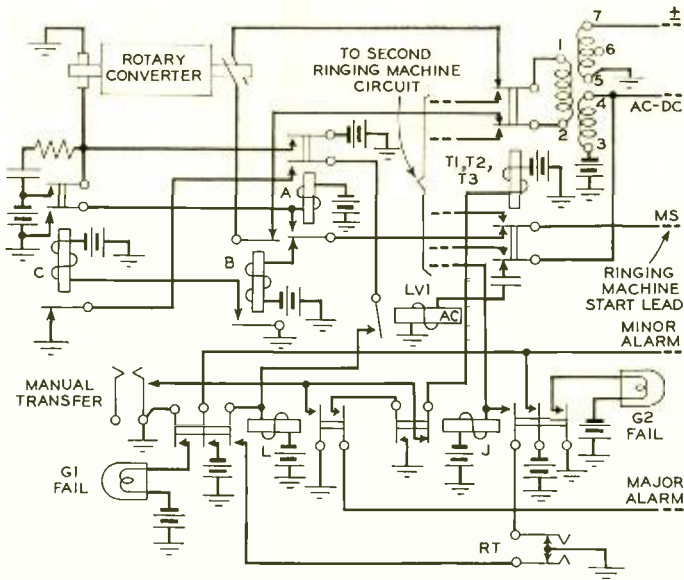 7
±
ROTARY
CONVERTER
TO SECOND
RINGING MACHINE
CIRCUIT
1
6
5
4
AC-DC
2
3
T1,T2,
T3
A
MS
C
B
LV1
AC
RINGING
MACHINE
START LEAD
MINOR
ALARM
MANUAL
TRANSFER
G2
FAIL
L
J
G1
FAIL
MAJOR
ALARM
RT